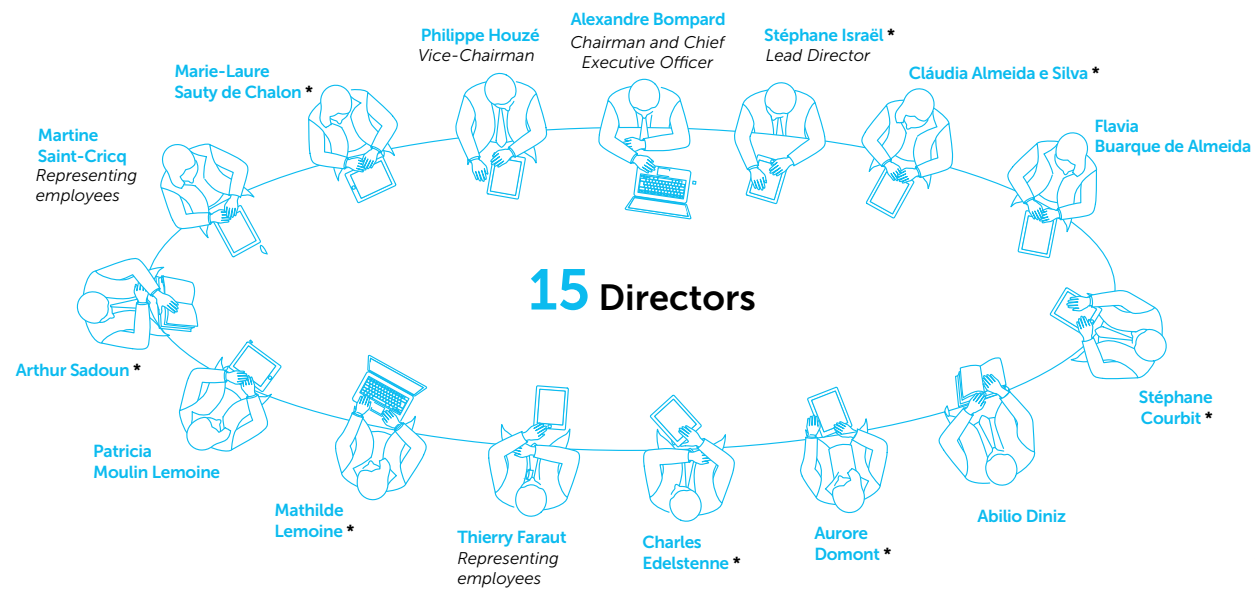 Alexandre Bompard
Chairman and Chief
Executive Officer
Philippe Houzé
Vice-Chairman
Stéphane Israël *
Lead Director
Marie-Laure
Sauty de Chalon *
Cláudia Almeida e Silva *
Martine
Saint-Cricq
Representing
employees
Flavia
Buarque de Almeida
15 Directors
Arthur Sadoun *
Stéphane
Courbit *
Patricia
Moulin Lemoine
Mathilde
Lemoine *
Thierry Faraut
Representing
employees
Charles
Edelstenne *
Aurore
Domont *
Abilio Diniz